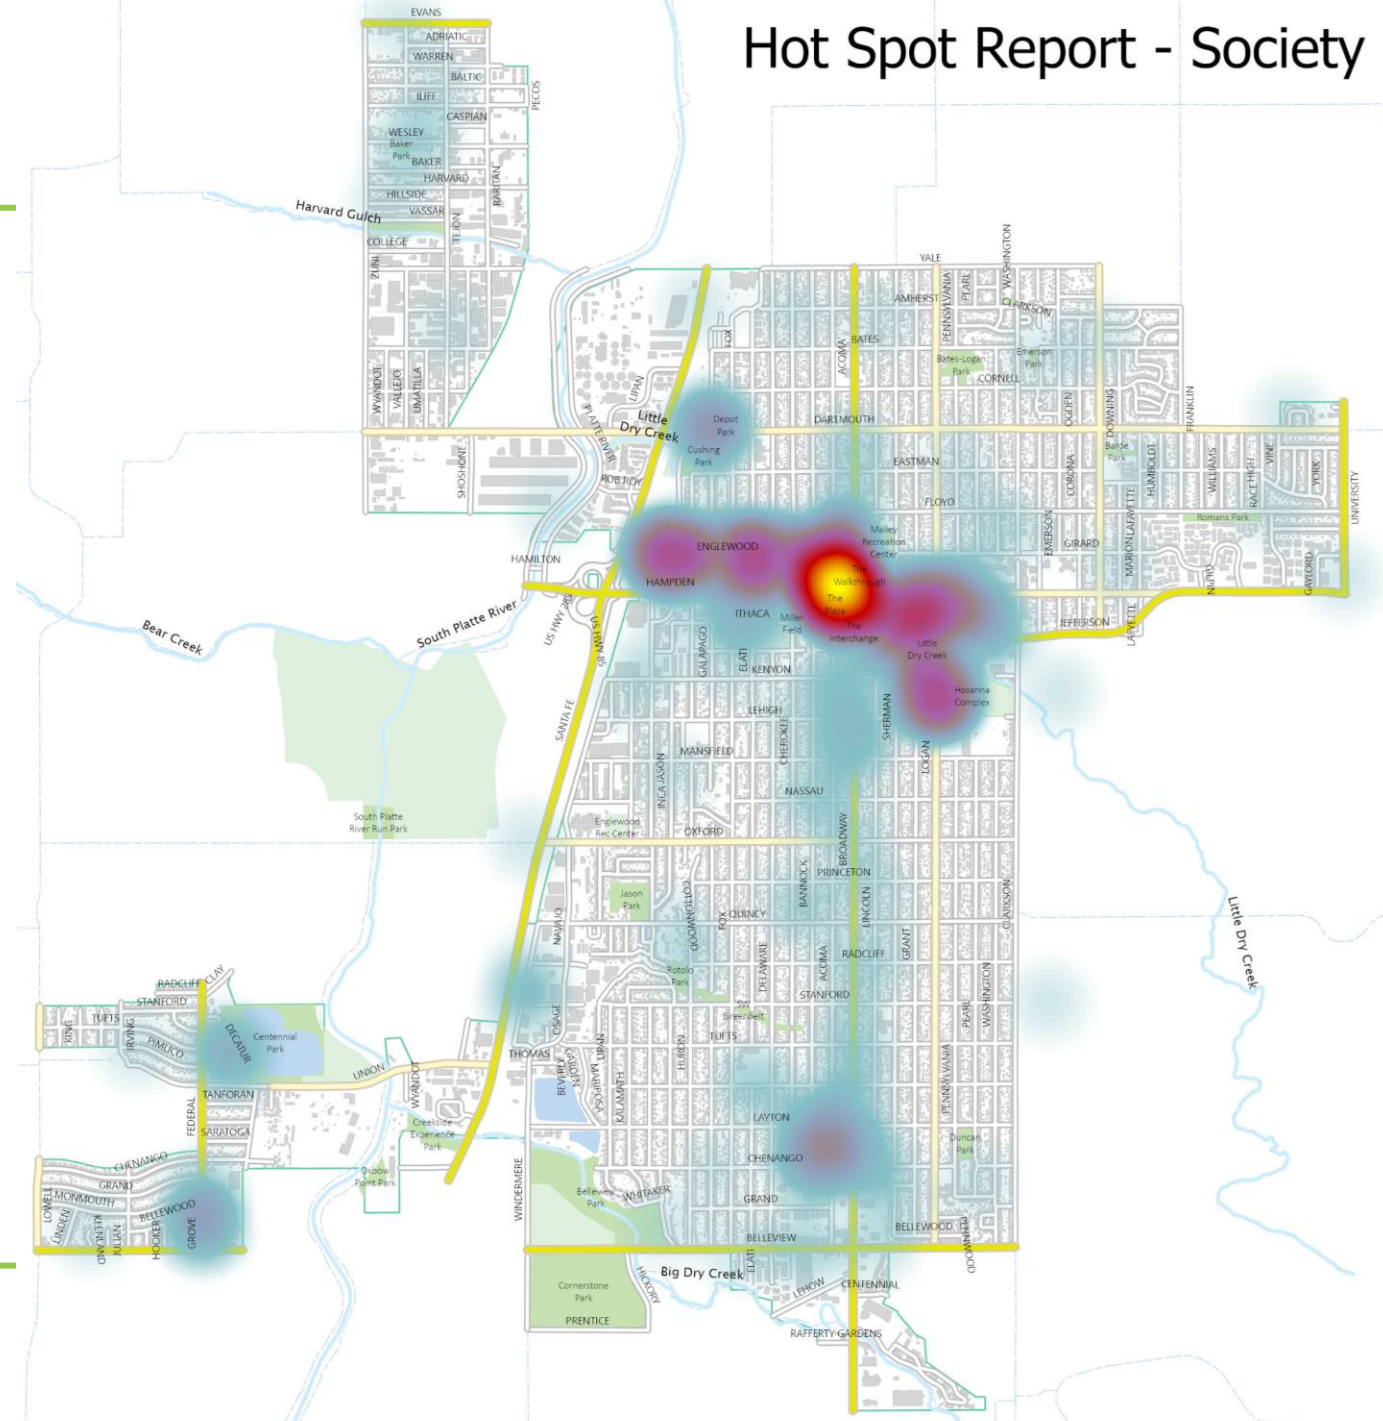 Hot Spot Report - Society
EVANS
ADRIATIC
WARREN
BALTIC
ILIFF
PECOS
CASPIAN
WESLEY
Baker
Park
BAKER
HARVARD
RARITAN
HILLSIDE
Harvard Gulch
VASSAR
TEJON
COLLEGE
ZUNI
WASHINGTON
YALE
PENNSYLVANIA
PEARL
AMHERST
CLARKSON
FOX
ACOMA
BATES
Bates-Logan
Park
Emerson
Park
CORNELL
WYANDOT
VALLEJO
UMATILLA
LIPAN
PLATTE RIVER
Little
Dry Creek
Depot
Park
DARTMOUTH
OGDEN
DOWNING
FRANKLIN
Cushing
Park
EASTMAN
Barde
Park
CORONA
HUMBOLDT
WILLIAMS
RACE
HIGH
VINE
YORK
UNIVERSITY
SHOSHONE
ROB ROY
FLOYD
MARION
LAFAYETTE
Romans Park
EMERSON
GIRARD
Malley
Recreation
Center
ENGLEWOOD
HAMILTON
HAMPDEN
The
Walkthrough
The
Plaza
GILPIN
GAYLORD
Bear Creek
South Platte River
US HWY 285
US HWY 85
ITHACA
Miller
Field
The
Interchange
JEFFERSON
LAFYETTE
GALAPAGO
ELATI
KENYON
Little
Dry Creek
Hosanna
Complex
SANTA FE
LEHIGH
CHEROKEE
SHERMAN
LOGAN
MANSFIELD
INCA
JASON
NASSAU
South Platte
River Run Park
Englewood
Rec Center
OXFORD
BROADWAY
PRINCETON
Jason
Park
COTTONWOOD
BANNOCK
LINCOLN
CLARKSON
NAVAJO
FOX
QUINCY
Little Dry Creek
DELAWARE
ACOMA
RADCLIFF
GRANT
Rotolo
Park
STANFORD
PEARL
WASHINGTON
RADCLIFF
CLAY
STANFORD
KING
TUFTS
IRVING
PIMLICO
DECATUR
Centennial
Park
OSAGE
SW
Greenbelt
TUFTS
THOMAS
LIPAN
HURON
UNION
WYANDOT
BEVERLY
GARDEN
MARIPOSA
KALAMATH
PENNSYLVANIA
TANFORAN
FEDERAL
SARATOGA
LAYTON
Creekside
Experience
Park
Duncan
Park
CHENANGO
CHENANGO
Oxbow
Point Park
GRAND
LOWELL
MONMOUTH
BELLEWOOD
WINDERMERE
Belleview
Park
WHITAKER
GRAND
LINDEN
KEENLAND
JULIAN
HOOKER
GROVE
BELLEWOOD
PENNWOOD
BELLEVIEW
ELATI
Big Dry Creek
HICKORY
Cornerstone
Park
LEHOW
CENTENNIAL
PRENTICE
RAFFERTY GARDENS